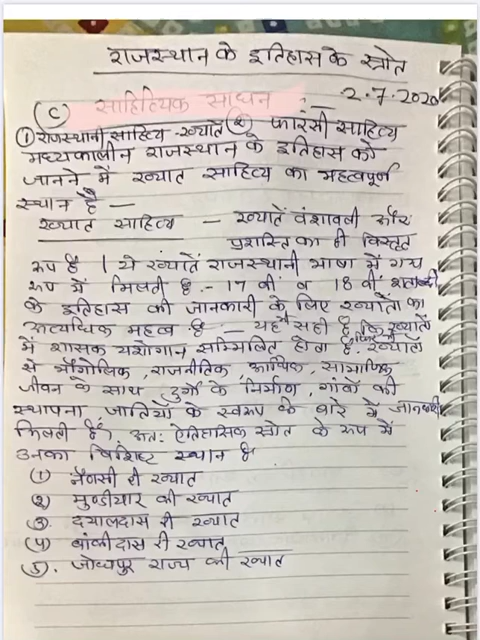 राजस्थान के इतिहास के स्त्रोत
(C) साहित्यिक साधन :- 2.7.2020
(1) राजस्थानी साहित्य - ख्यातें (2) फारसी साहित्य
मध्यकालीन राजस्थान के इतिहास को
जानने में ख्यात साहित्य का महत्वपूर्ण
स्थान है —
ख्यात साहित्य — ख्यातें वंशावली और
प्रशस्ति का ही विस्तृत
रूप है । ये ख्यातें राजस्थानी भाषा में गद्य
रूप में मिलती है - 17 वीं व 18 वीं शताब्दी
के इतिहास की जानकारी के लिए ख्यातों का
अत्यधिक महत्व है — यह सही है कि ख्यातों
में शासक यशोगान सम्मिलित होता है ख्यातों
से भौगोलिक, राजनीतिक आर्थिक, सामाजिक
जीवन के साथ दुर्गो के निर्माण, गांवों की
स्थापना जातियों के स्वरूप के बारे में जानकारी
मिलती है, अत: ऐतिहासिक स्त्रोत के रूप में
उनका विशिष्ट स्थान है
(1) नैणसी री ख्यात
(2) मुण्डीयार की ख्यात
(3). दयालदास री ख्यात
(4) बांकीदास री ख्यात
(5). जोधपुर राज्य की ख्यात